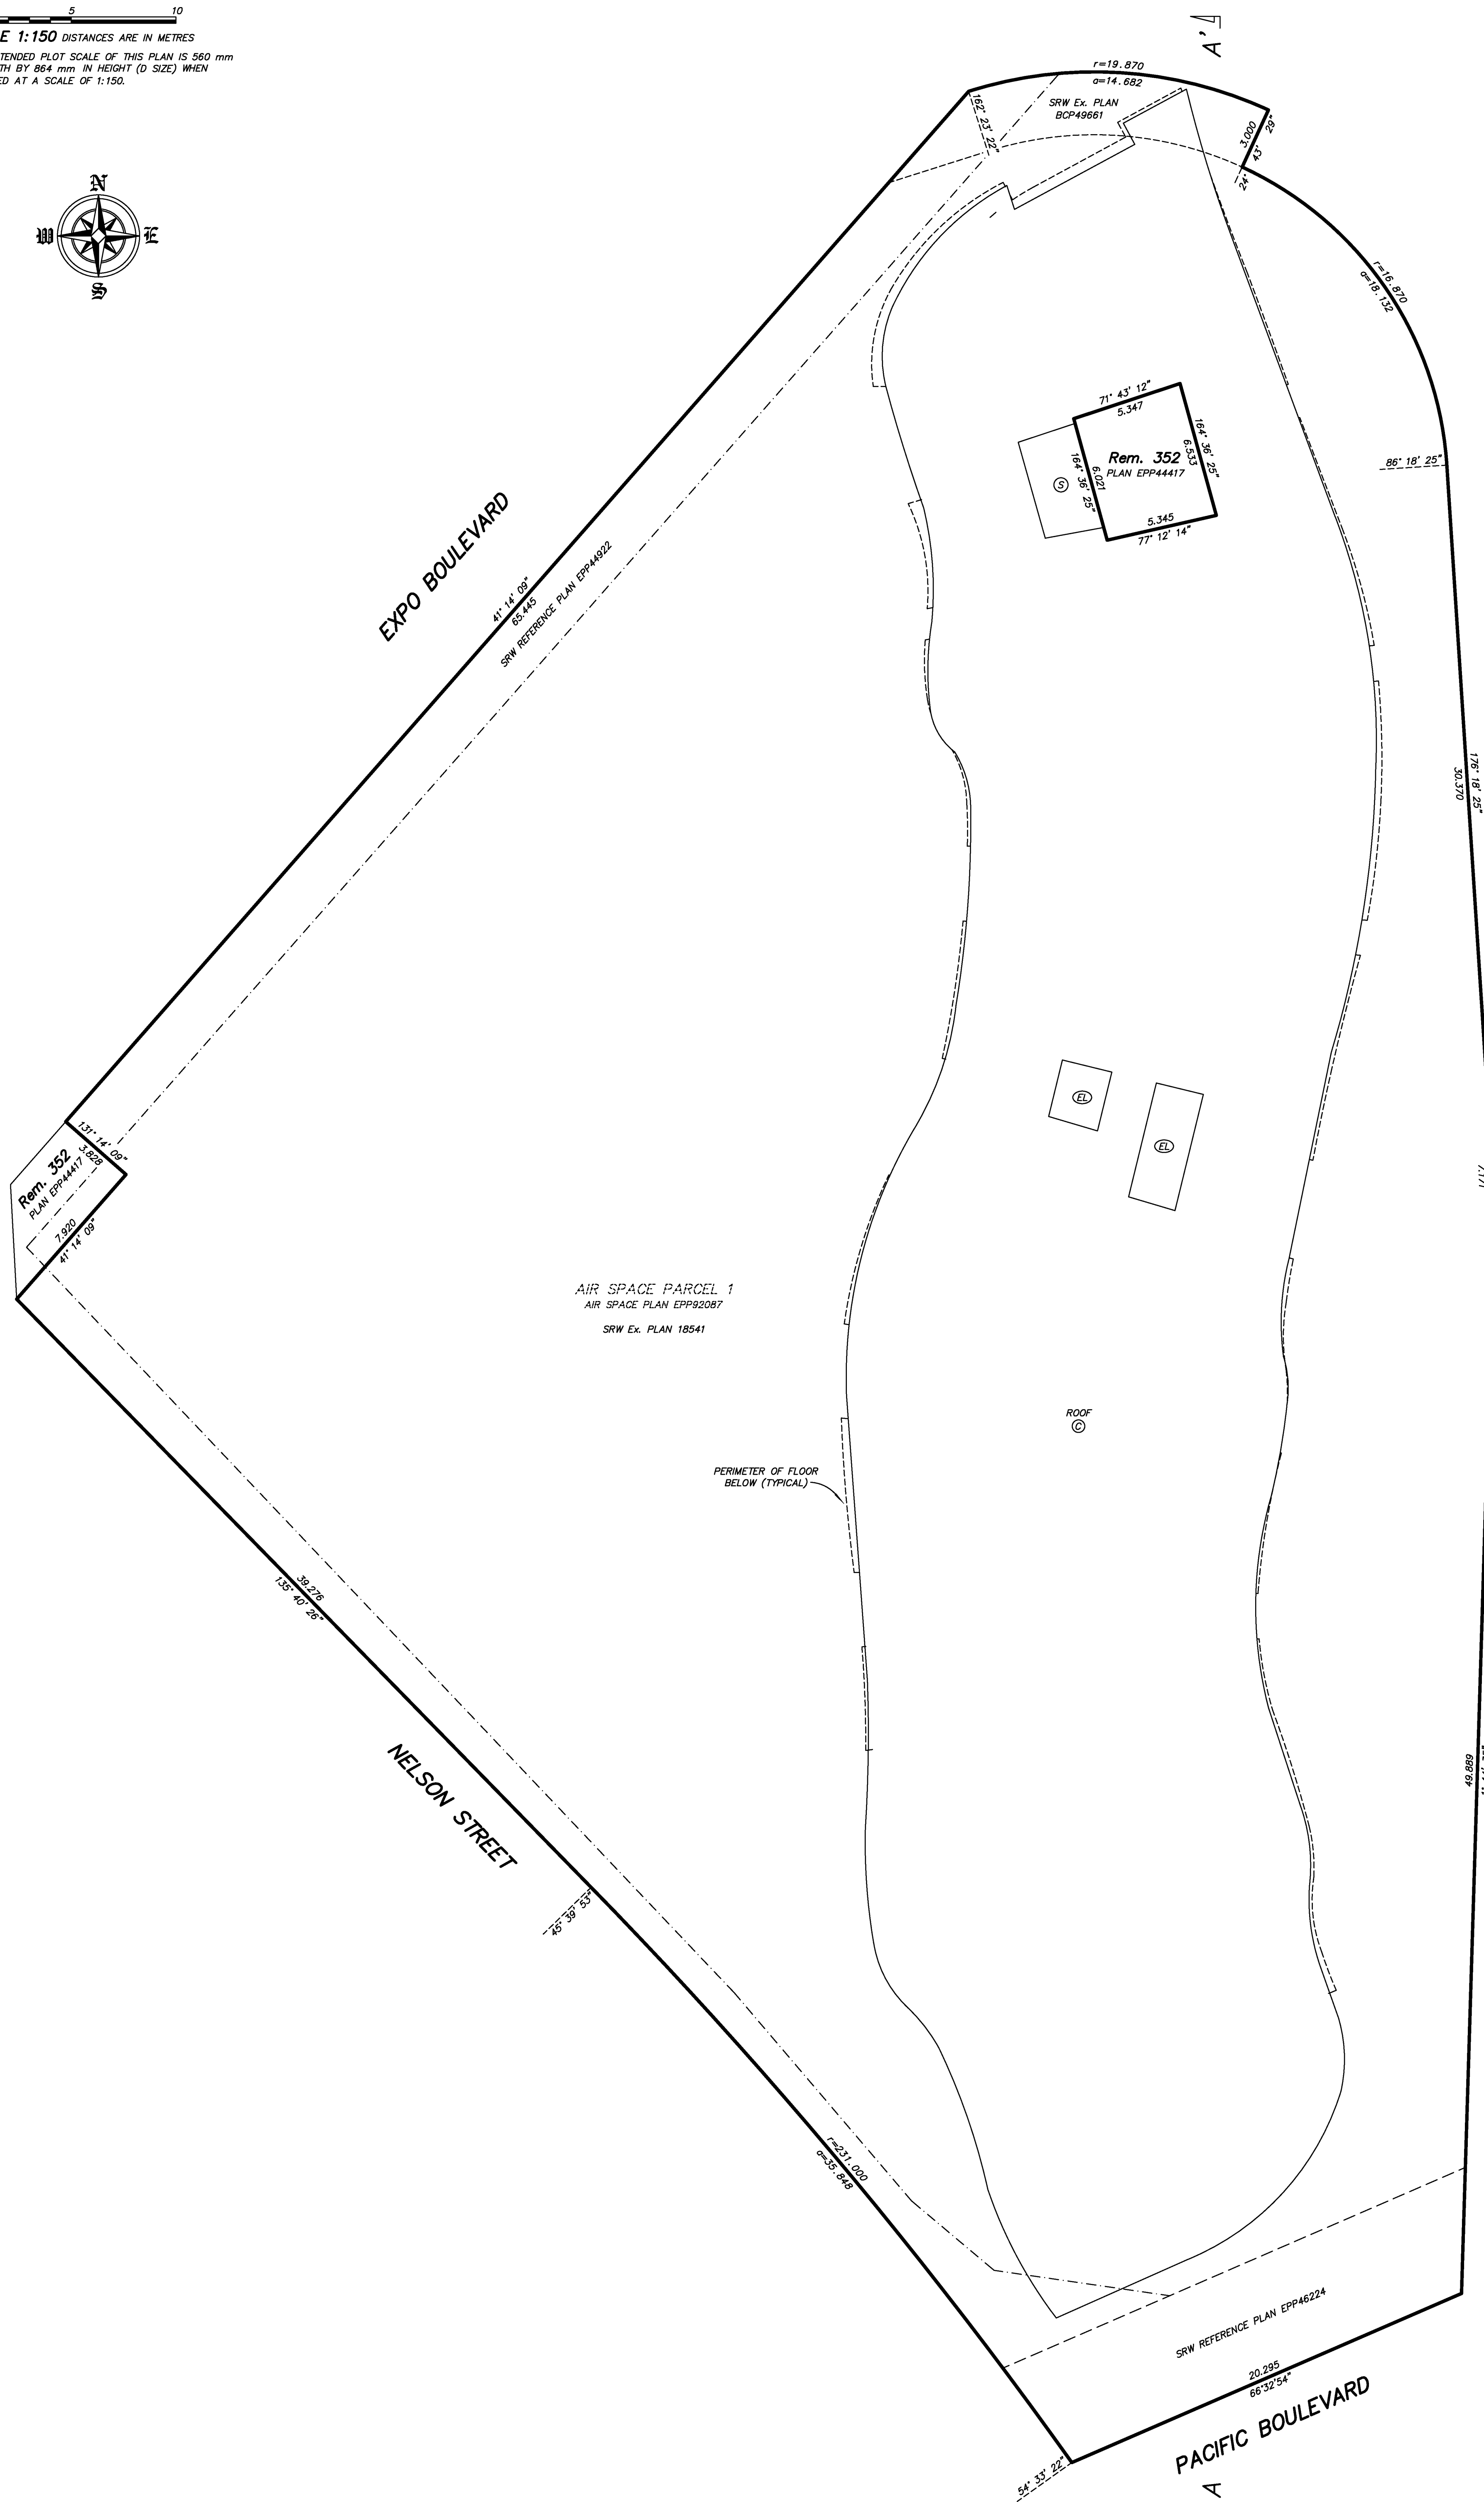 5 10
E 1:150 DISTANCES ARE IN METRES
TENDED PLOT SCALE OF THIS PLAN IS 560 mm
TH BY 864 mm IN HEIGHT (D SIZE) WHEN
ED AT A SCALE OF 1:150.
A'
N
W E
S
r=19.870
a=14.682
SRW Ex. PLAN
BCP49661
162° 23' 22"
3.000
24° 43' 29"
r=16.870
a=18.132
86° 18' 25"
71° 43' 12"
5.347
164° 36' 25"
6.533
Rem. 352
PLAN EPP44417
6.021
164° 36' 25"
5.345
77° 12' 14"
S
EXPO BOULEVARD
41° 14' 09"
65.445
SRW REFERENCE PLAN EPP44922
176° 18' 25"
30.370
EL
EL
131° 14' 09"
3.828
Rem. 352
PLAN EPP44417
7.920
41° 14' 09"
7.171
AIR SPACE PARCEL 1
AIR SPACE PLAN EPP92087
SRW Ex. PLAN 18541
ROOF
C
PERIMETER OF FLOOR
BELOW (TYPICAL)
39.276
135° 40' 26"
NELSON STREET
45° 39' 53"
49.889
r=231.000
a=35.848
SRW REFERENCE PLAN EPP46224
20.295
66°32'54"
PACIFIC BOULEVARD
54° 33' 22"
A